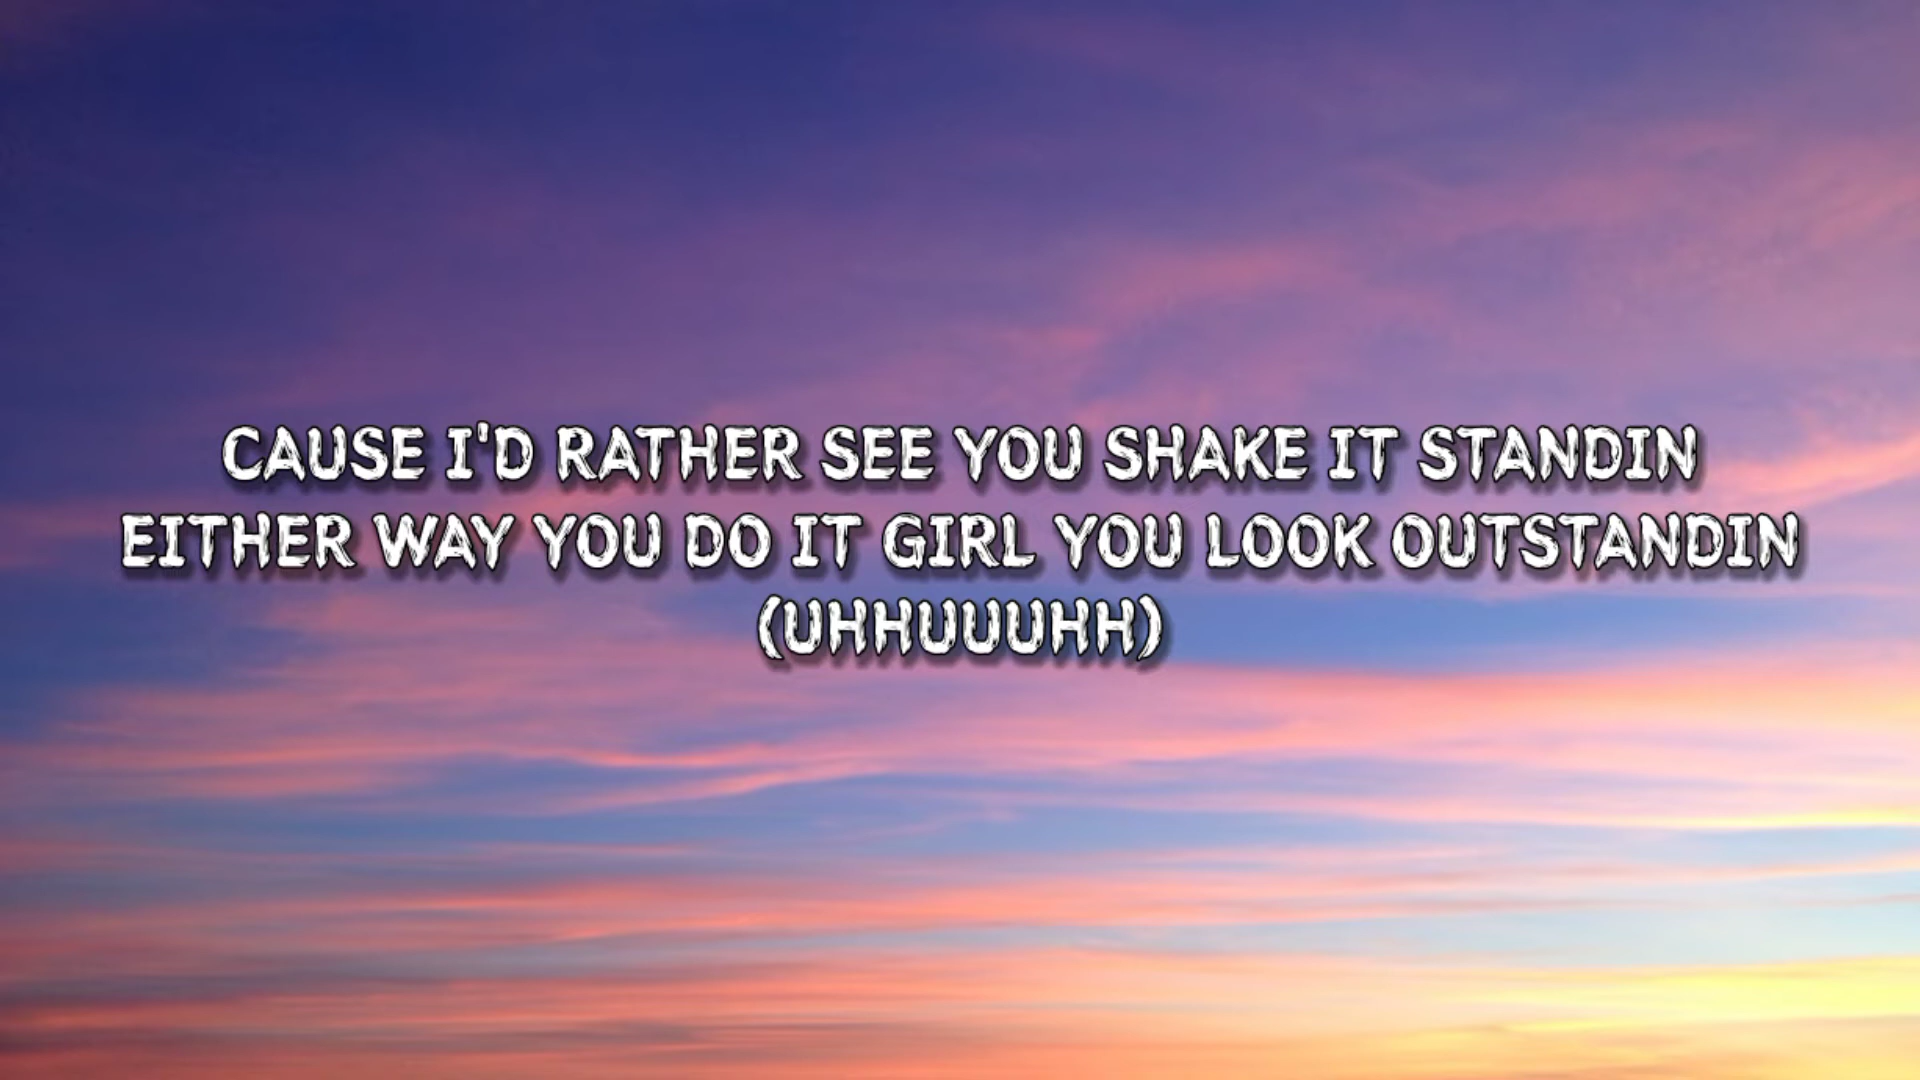 CAUSE I'D RATHER SEE YOU SHAKE IT STANDIN
EITHER WAY YOU DO IT GIRL YOU LOOK OUTSTANDIN
(UHHUUUHH)